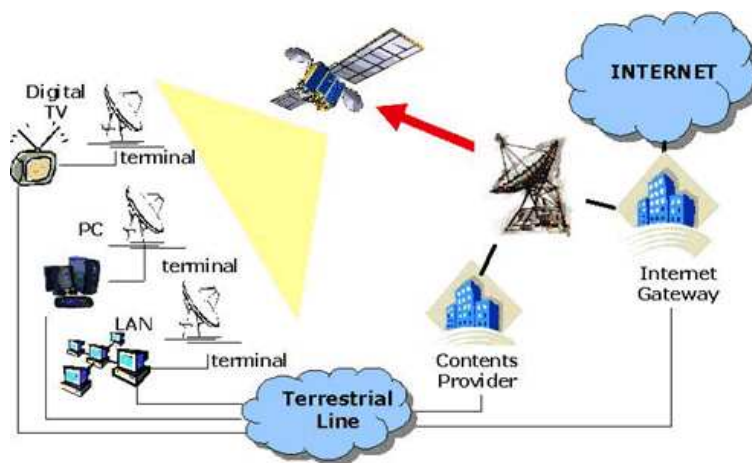 INTERNET
Digital
TV
terminal
PC
terminal
LAN
terminal
Internet
Gateway
Contents
Provider
Terrestrial
Line